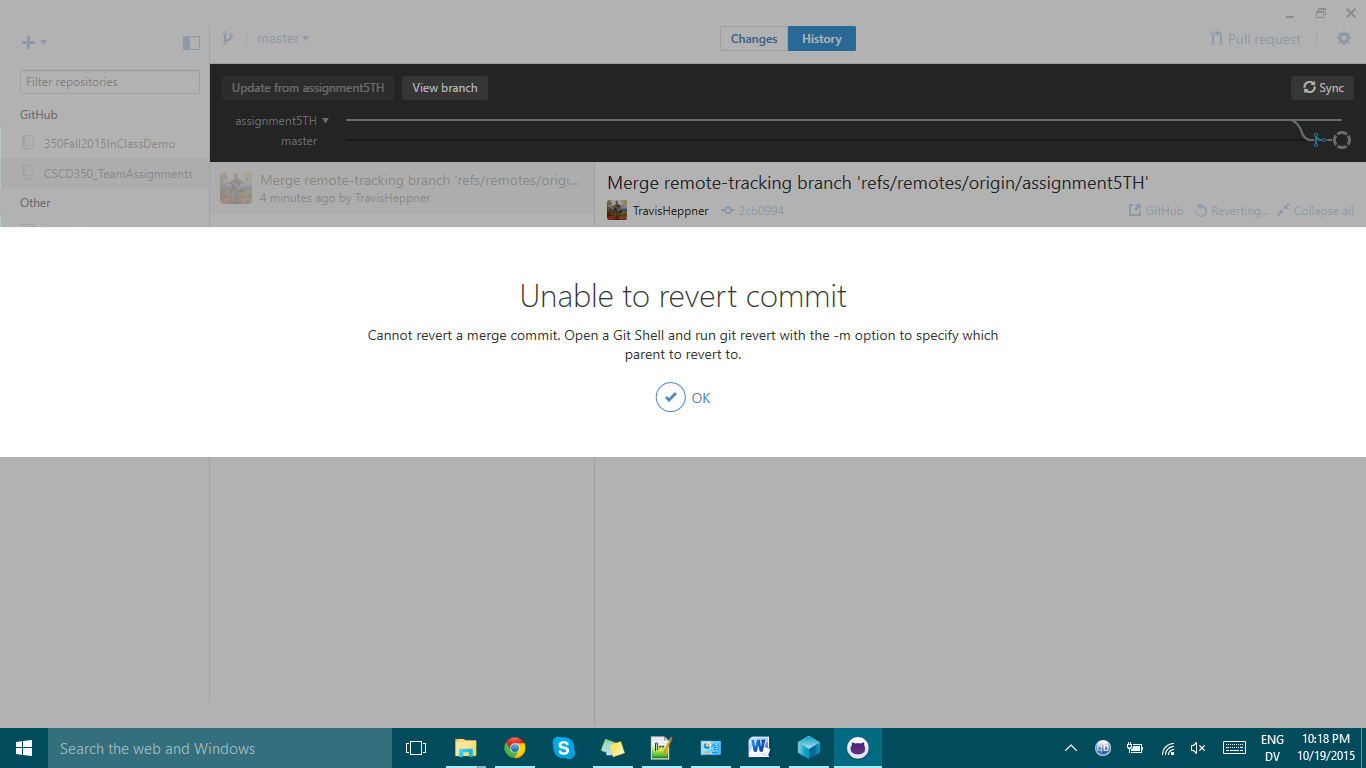 master
Changes
History
Pull request
Filter repositories
Update from assignment5TH
View branch
Sync
GitHub
assignment5TH
master
350Fall2015InClassDemo
CSCD350_TeamAssignments
Other
Merge remote-tracking branch 'refs/remotes/origi...
4 minutes ago by TravisHeppner
Merge remote-tracking branch 'refs/remotes/origin/assignment5TH'
TravisHeppner
2cb0994
GitHub
Reverting...
Collapse all
Unable to revert commit
Cannot revert a merge commit. Open a Git Shell and run git revert with the -m option to specify which
parent to revert to.
OK
Search the web and Windows
ENG
DV
10:18 PM
10/19/2015